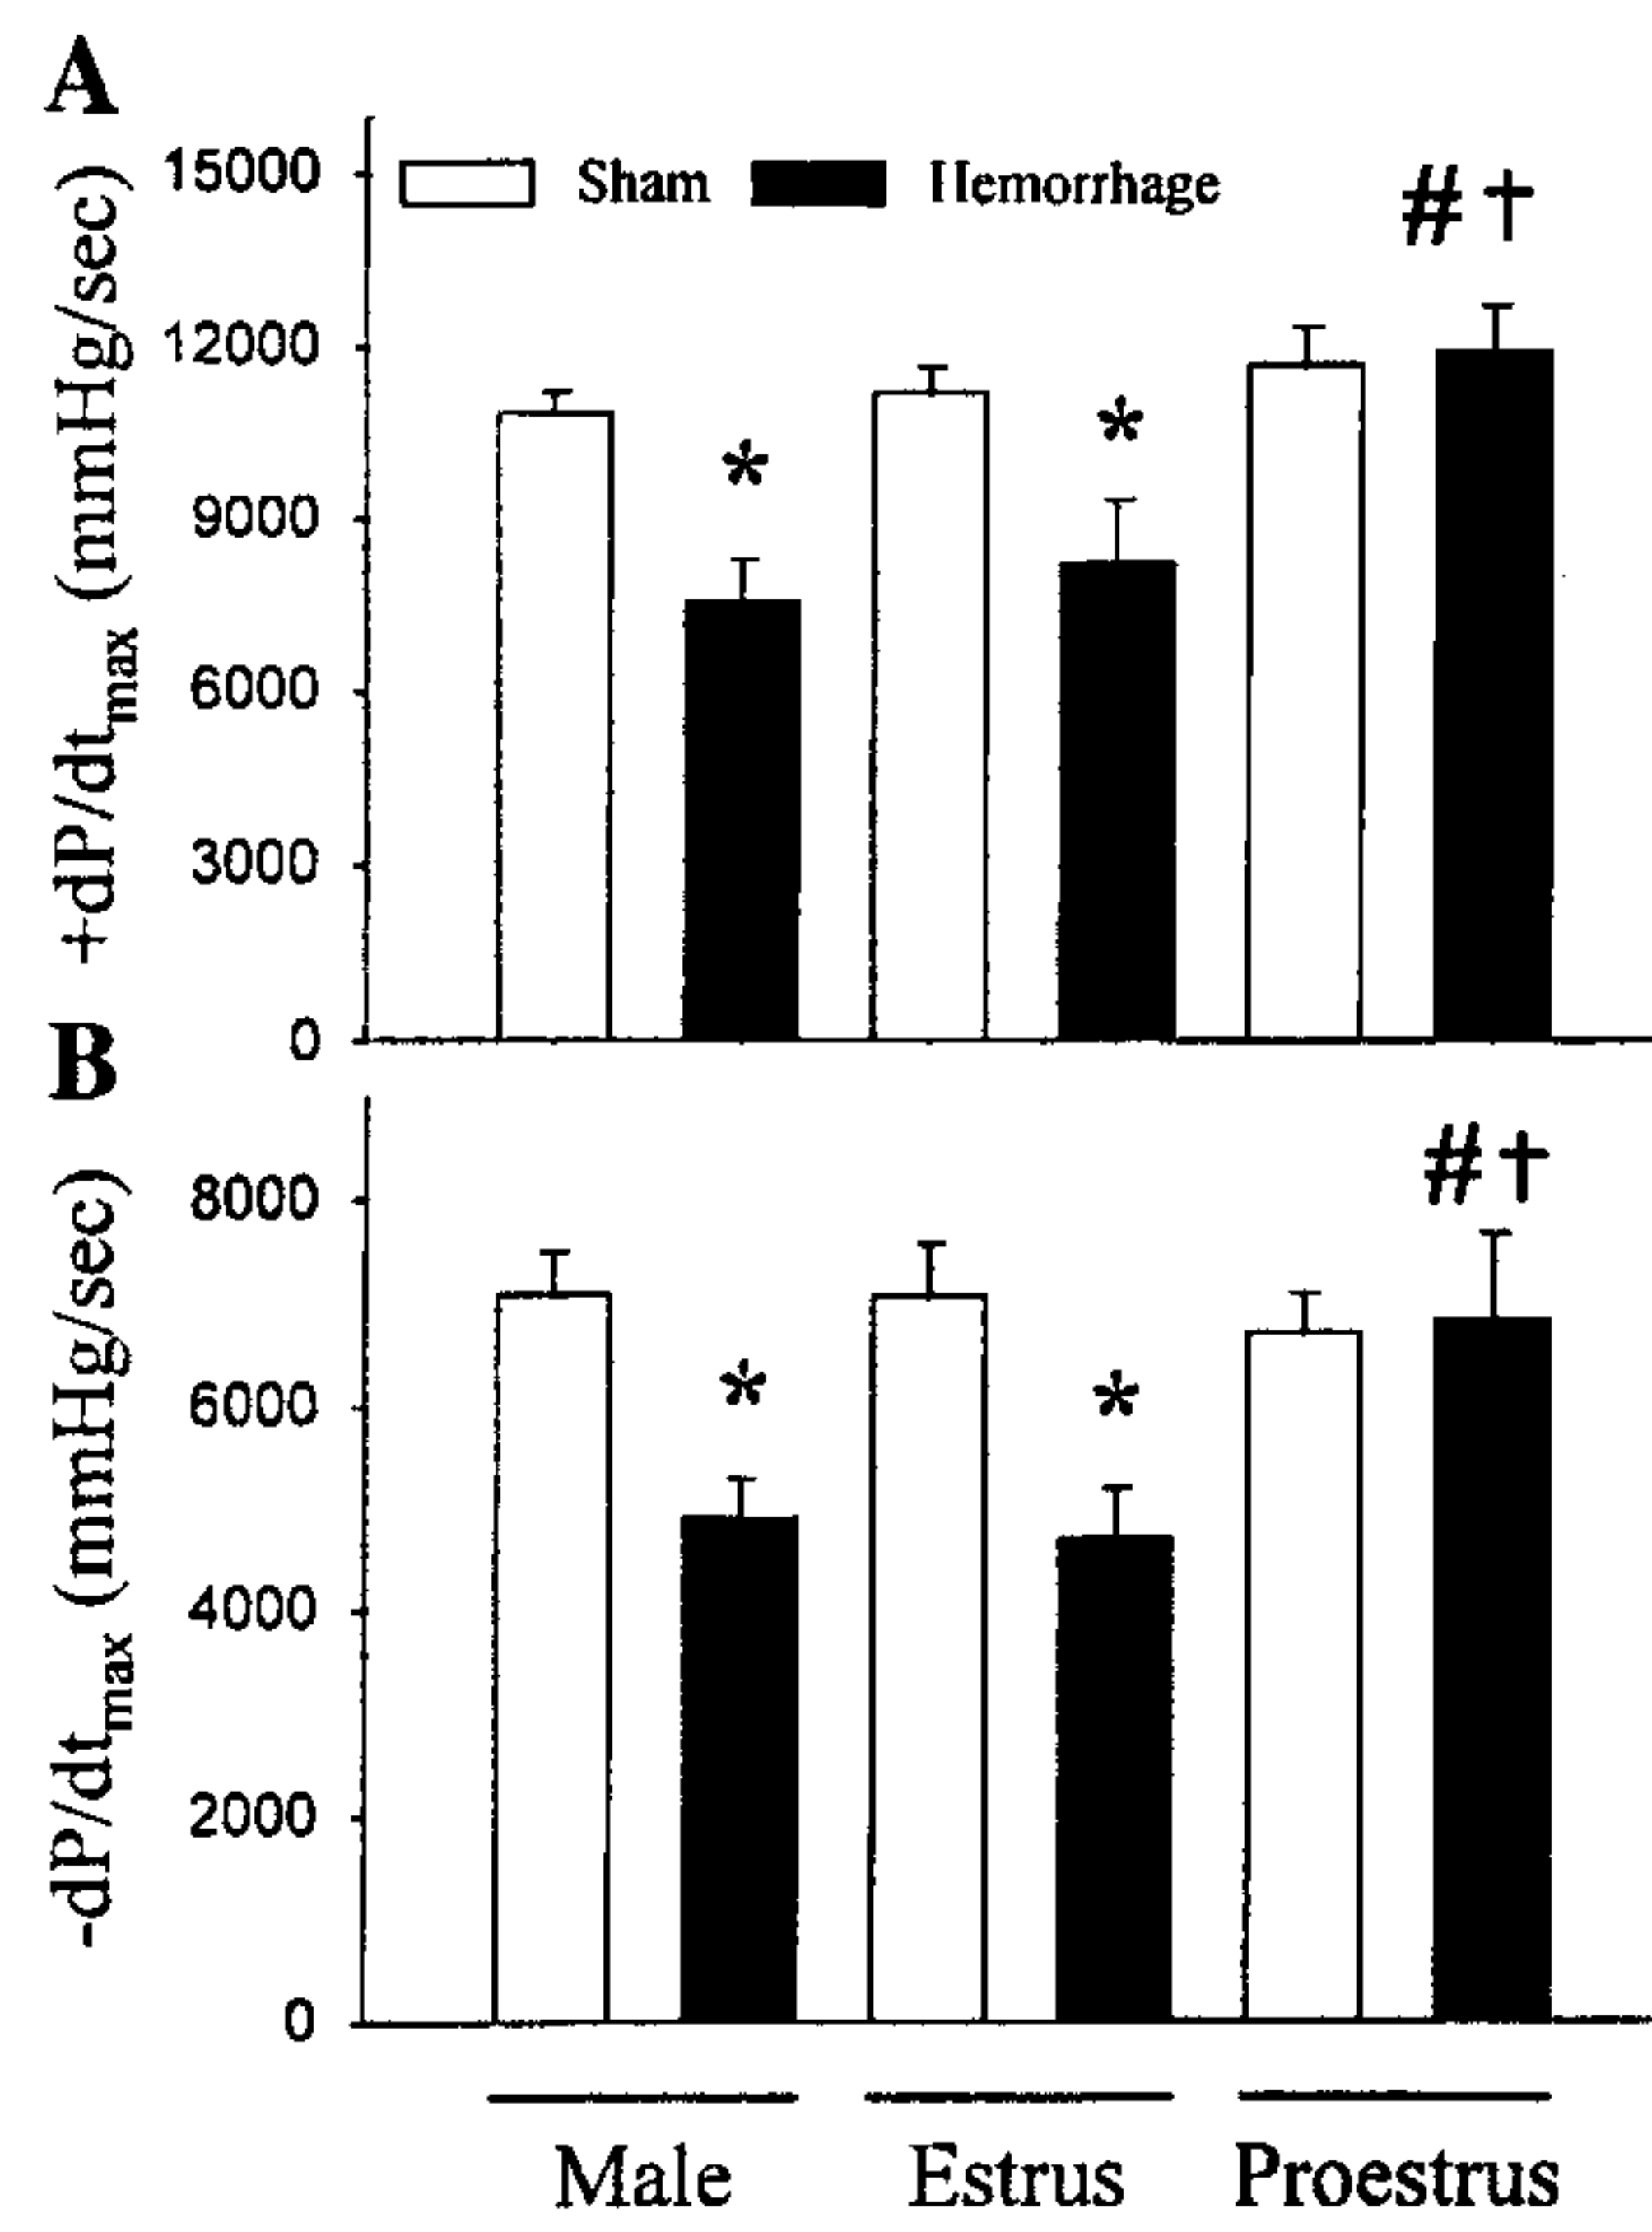 A
15000
Sham
Hemorrhage
# †
12000
*
*
9000
6000
3000
0
+dP/dtmax (mmHg/sec)
B
# †
8000
*
*
6000
4000
2000
0
-dP/dtmax (mmHg/sec)
Male
Estrus
Proestrus